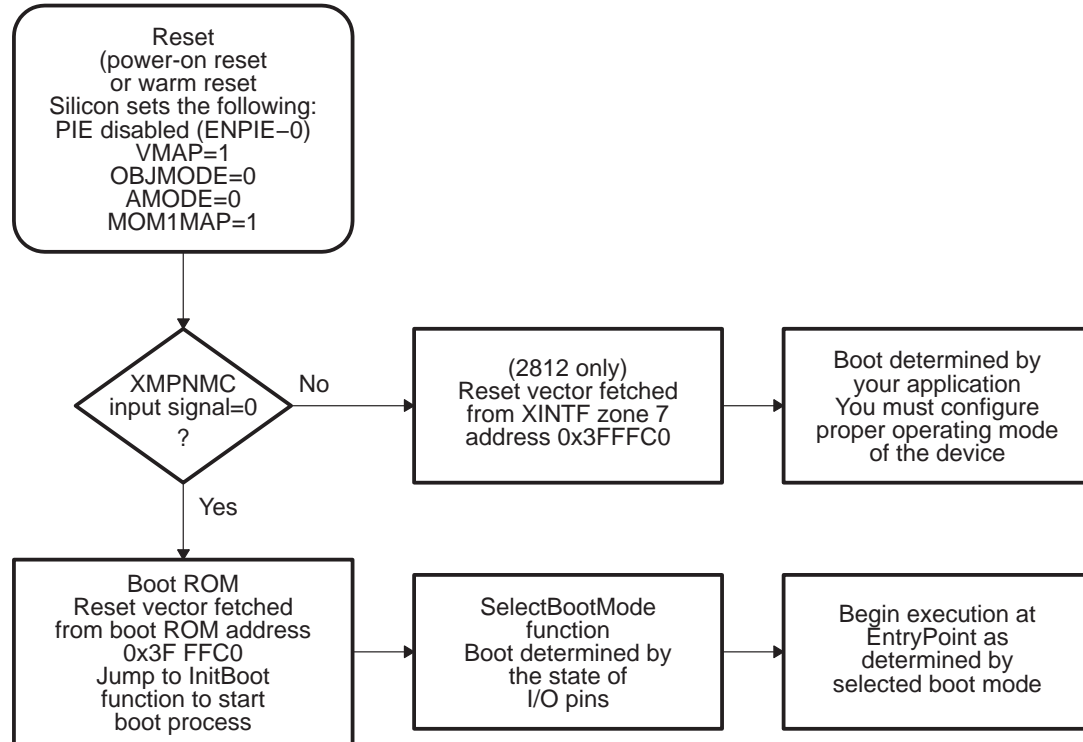 Reset
(power-on reset
or warm reset
Silicon sets the following:
PIE disabled (ENPIE−0)
VMAP=1
OBJMODE=0
AMODE=0
MOM1MAP=1
XMPNMC
input signal=0
?
No
(2812 only)
Reset vector fetched
from XINTF zone 7
address 0x3FFFC0
Boot determined by
your application
You must configure
proper operating mode
of the device
Yes
Boot ROM
Reset vector fetched
from boot ROM address
0x3F FFC0
Jump to InitBoot
function to start
boot process
SelectBootMode
function
Boot determined by
the state of
I/O pins
Begin execution at
EntryPoint as
determined by
selected boot mode